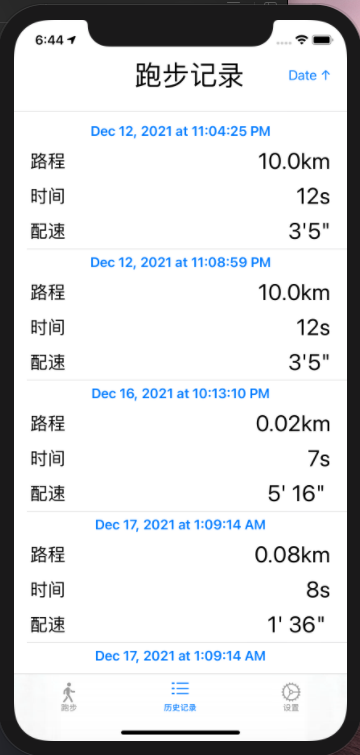 6:44
跑步记录
Date ↑
Dec 12, 2021 at 11:04:25 PM
路程 10.0km
时间 12s
配速 3'5"
Dec 12, 2021 at 11:08:59 PM
路程 10.0km
时间 12s
配速 3'5"
Dec 16, 2021 at 10:13:10 PM
路程 0.02km
时间 7s
配速 5' 16"
Dec 17, 2021 at 1:09:14 AM
路程 0.08km
时间 8s
配速 1' 36"
Dec 17, 2021 at 1:09:14 AM
跑步 历史记录 设置